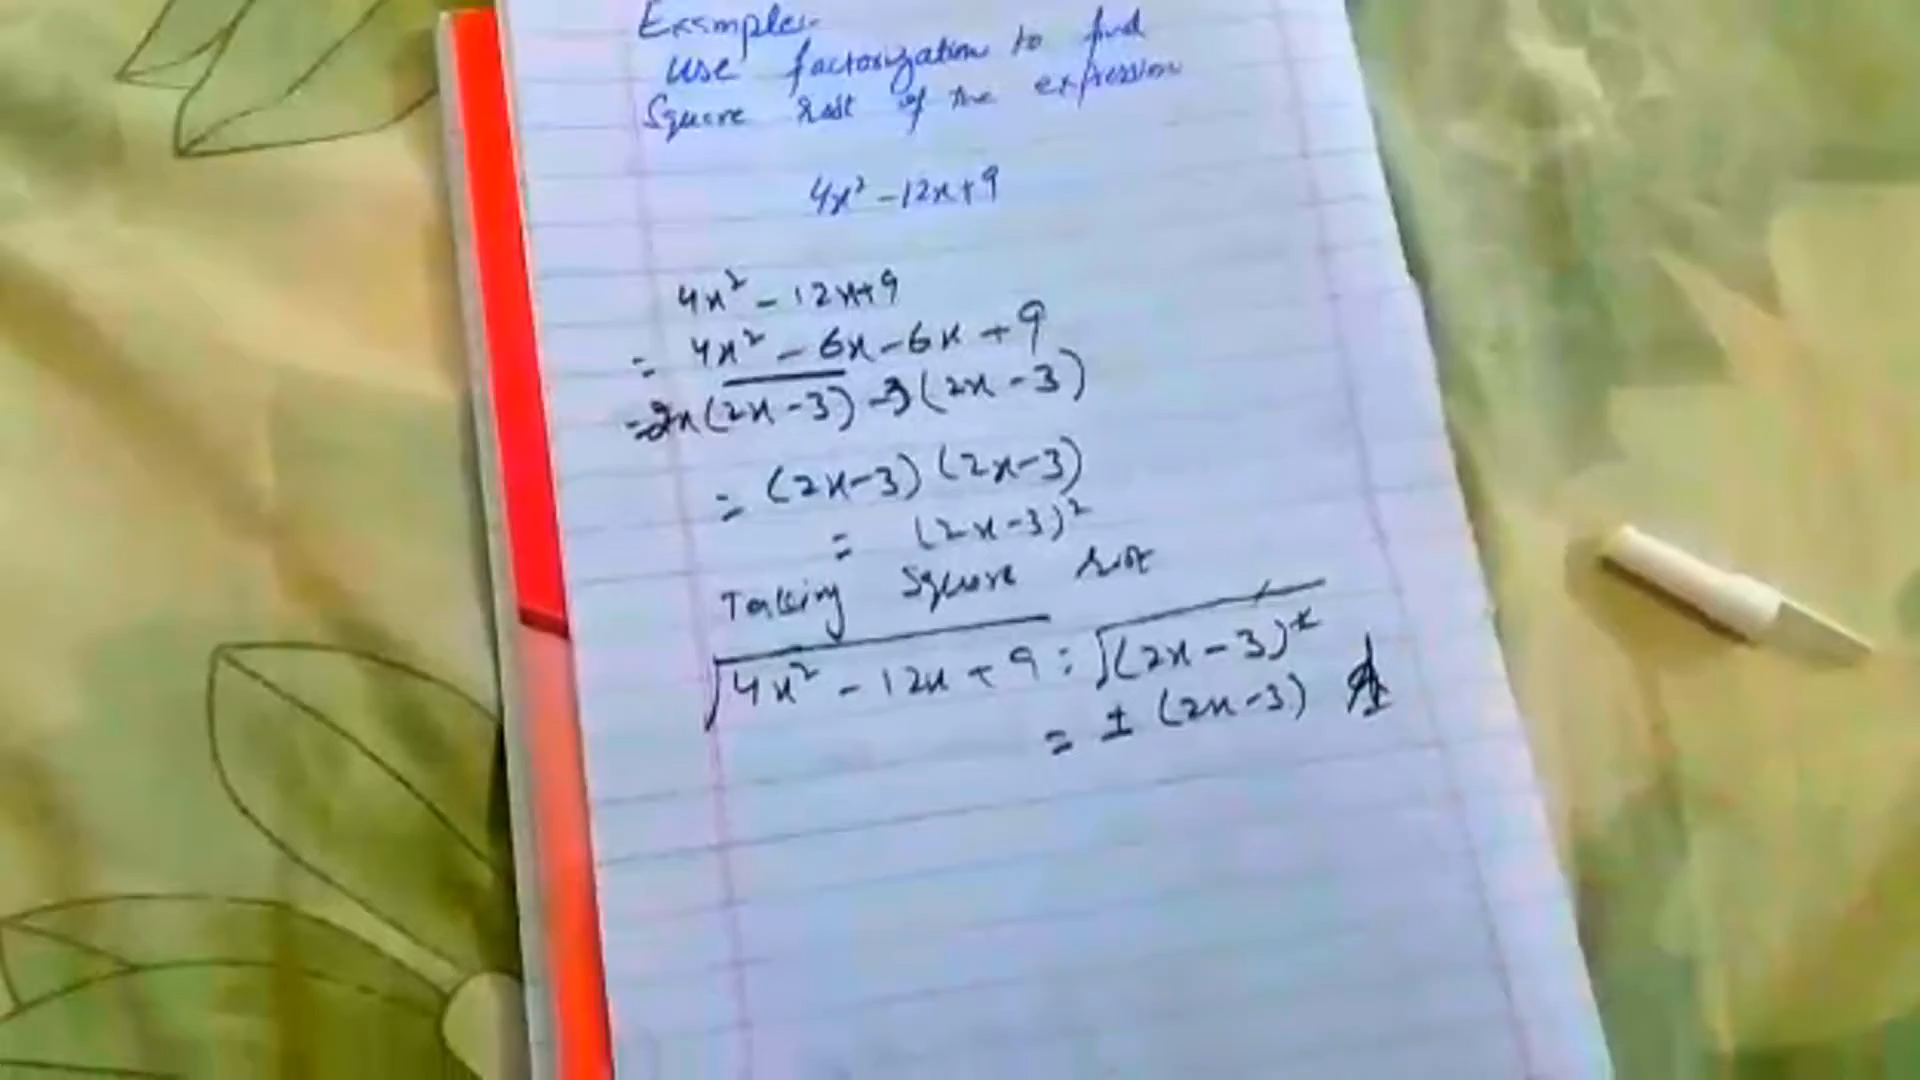 Example:-
Use factorization to find
Square root of the expression
4x² - 12x + 9
4x² - 12x + 9
= 4x² - 6x - 6x + 9
= 2x(2x - 3) - 3(2x - 3)
= (2x - 3) (2x - 3)
= (2x - 3)²
Taking Square root
√4x² - 12x + 9 = √(2x - 3)²
= ± (2x - 3)